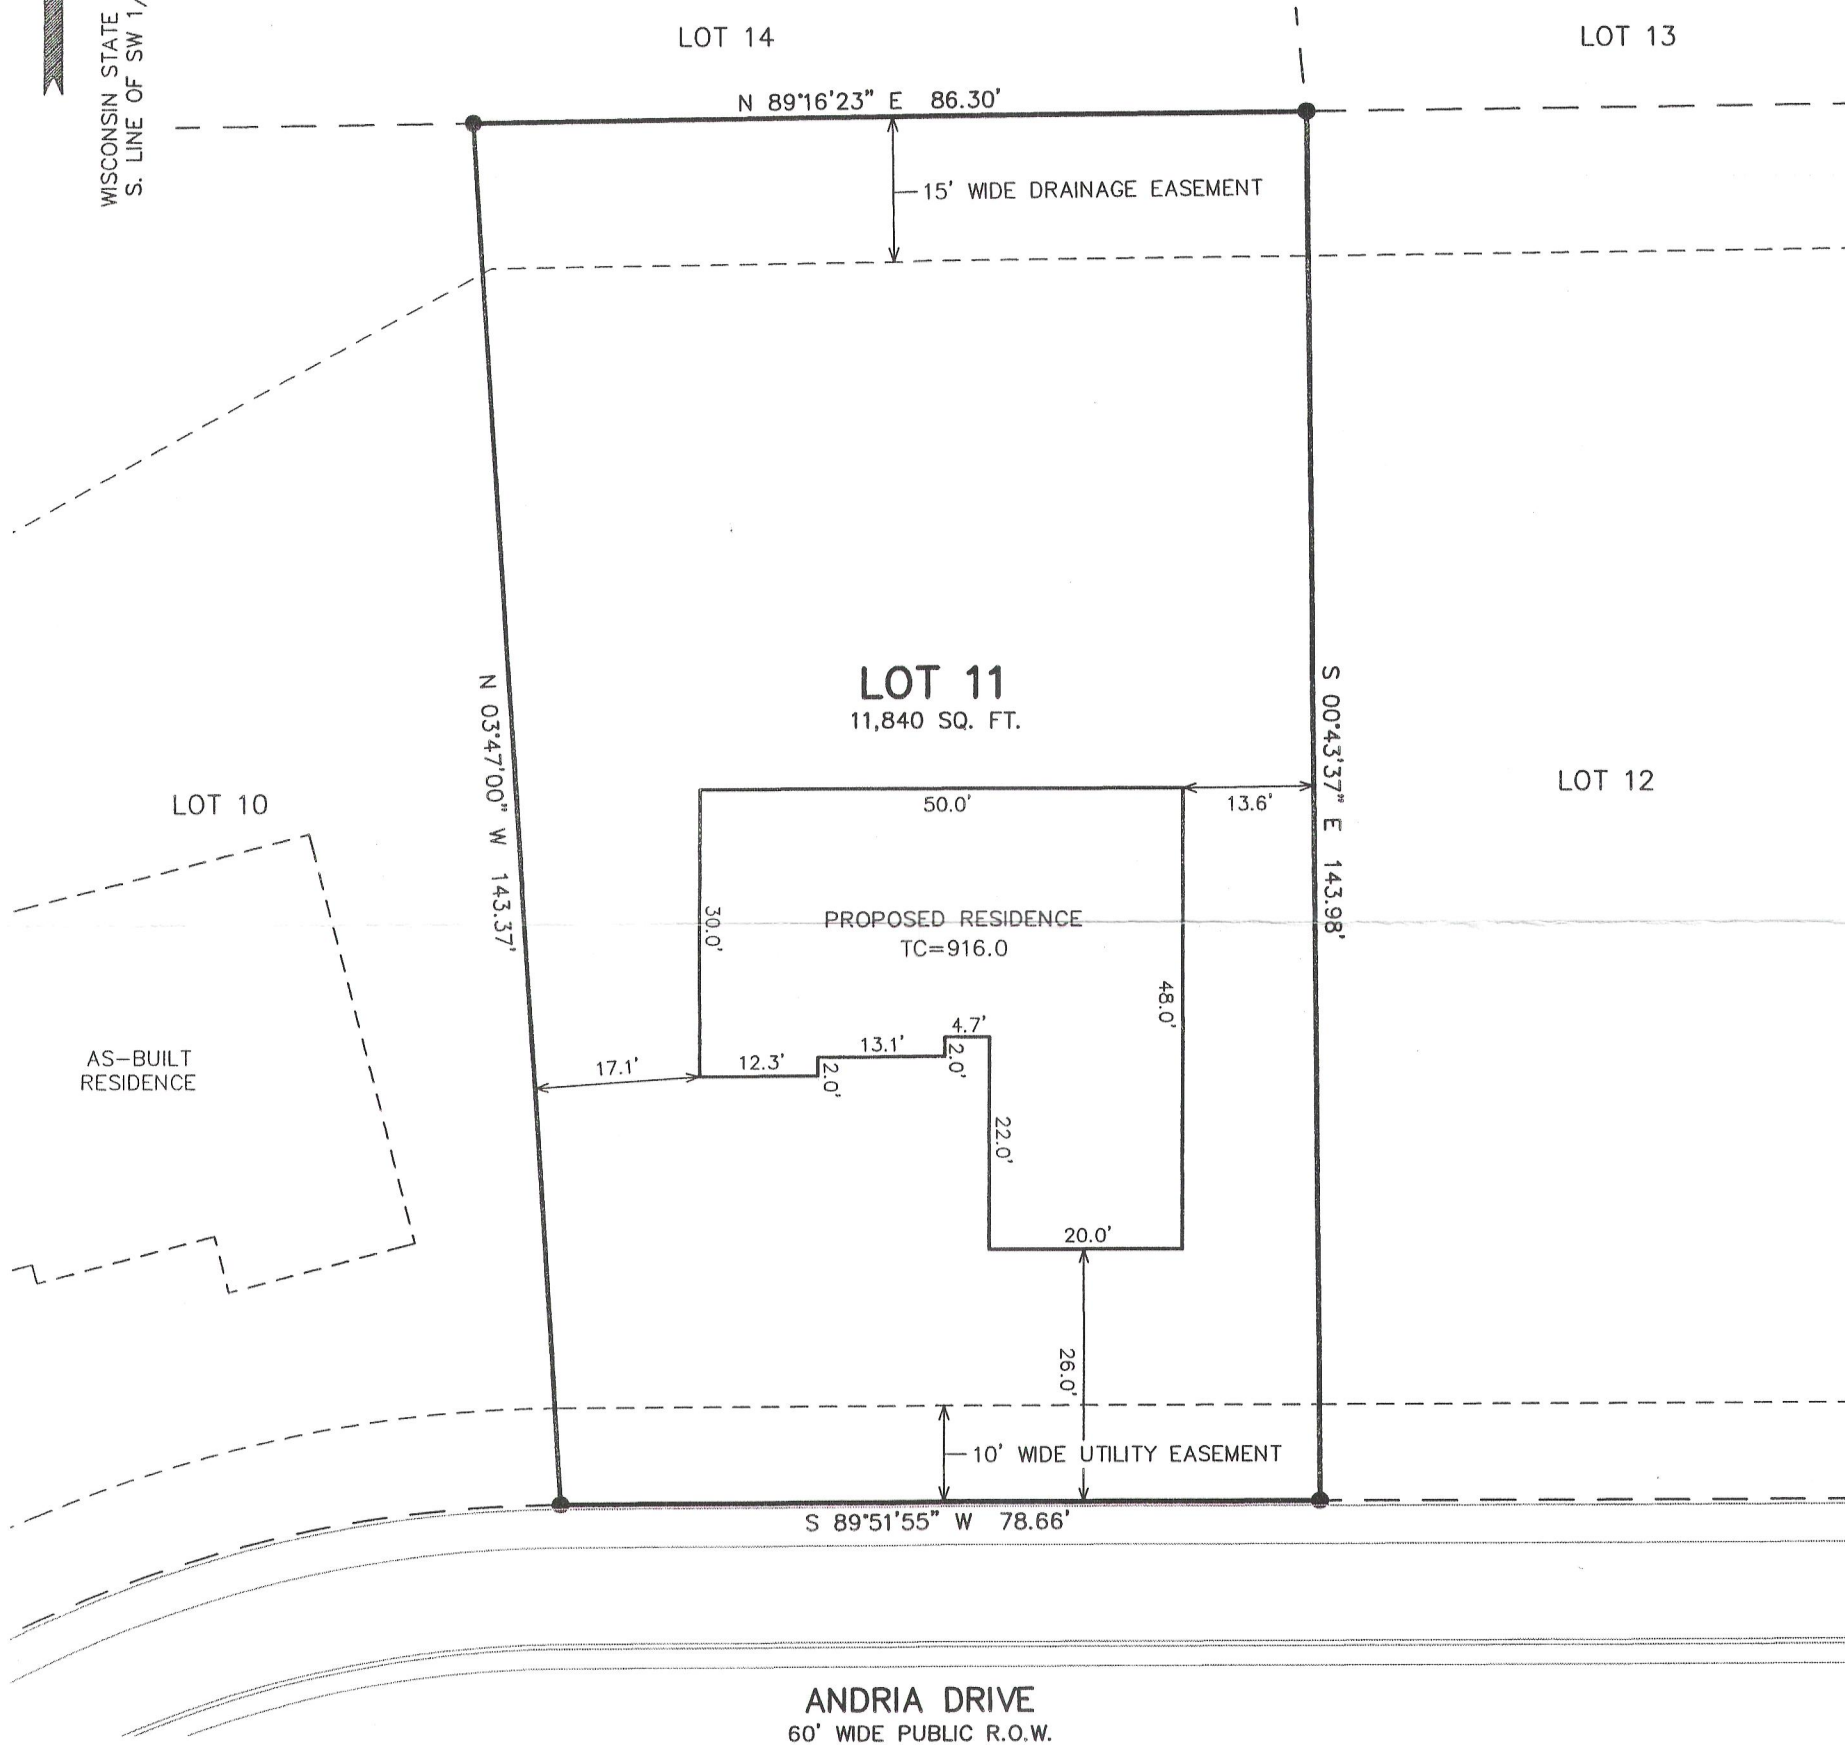 WISCONSIN STATE
S. LINE OF SW 1/
LOT 14
LOT 13
N 89°16'23" E 86.30'
15' WIDE DRAINAGE EASEMENT
LOT 11
11,840 SQ. FT.
N 03°47'00" W 143.37'
S 00°43'37" E 143.98'
LOT 10
LOT 12
50.0'
13.6'
30.0'
PROPOSED RESIDENCE
TC=916.0
48.0'
4.7'
13.1'
2.0'
12.3'
2.0'
17.1'
AS-BUILT
RESIDENCE
22.0'
20.0'
26.0'
10' WIDE UTILITY EASEMENT
S 89°51'55" W 78.66'
ANDRIA DRIVE
60' WIDE PUBLIC R.O.W.